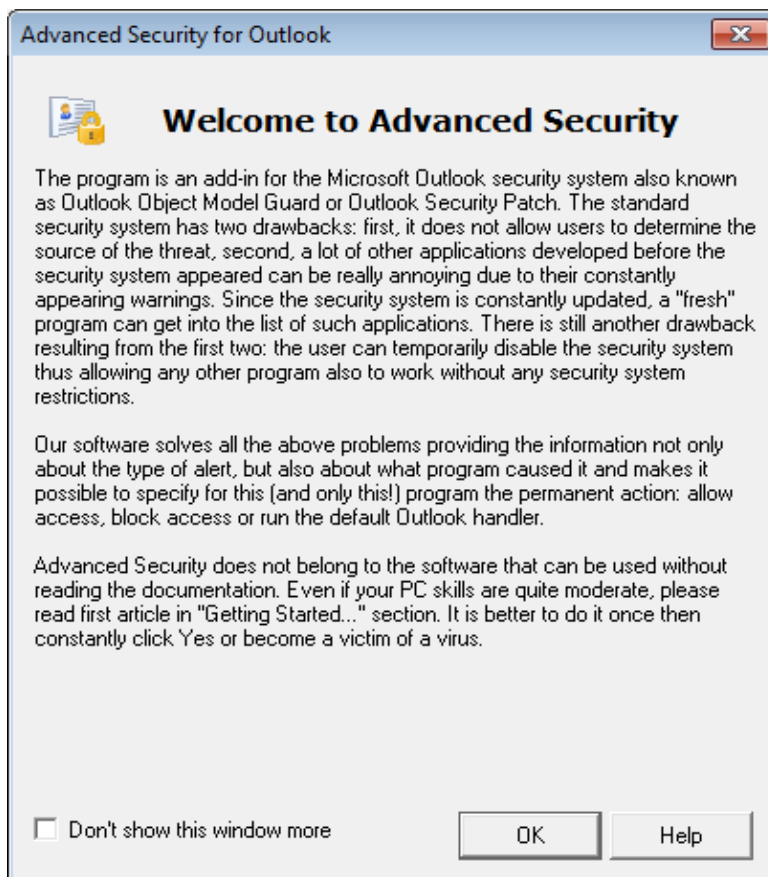 Advanced Security for Outlook
Welcome to Advanced Security
The program is an add-in for the Microsoft Outlook security system also known
as Outlook Object Model Guard or Outlook Security Patch. The standard
security system has two drawbacks: first, it does not allow users to determine the
source of the threat, second, a lot of other applications developed before the
security system appeared can be really annoying due to their constantly
appearing warnings. Since the security system is constantly updated, a "fresh"
program can get into the list of such applications. There is still another drawback
resulting from the first two: the user can temporarily disable the security system
thus allowing any other program also to work without any security system
restrictions.
Our software solves all the above problems providing the information not only
about the type of alert, but also about what program caused it and makes it
possible to specify for this (and only this!) program the permanent action: allow
access, block access or run the default Outlook handler.
Advanced Security does not belong to the software that can be used without
reading the documentation. Even if your PC skills are quite moderate, please
read first article in "Getting Started..." section. It is better to do it once then
constantly click Yes or become a victim of a virus.
Don't show this window more
OK
Help